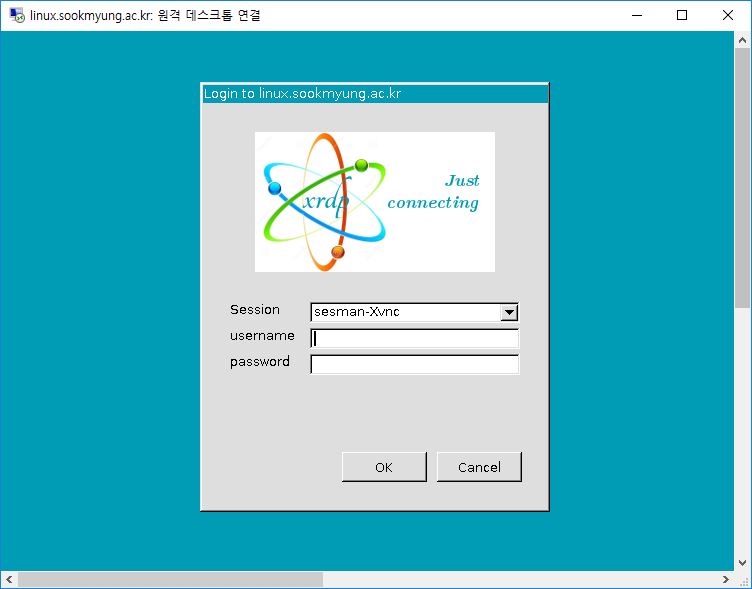 linux.sookmyung.ac.kr: 원격 데스크톱 연결
Login to linux.sookmyung.ac.kr
xrdp
Just
connecting
Session
sesman-Xvnc
username
password
OK
Cancel